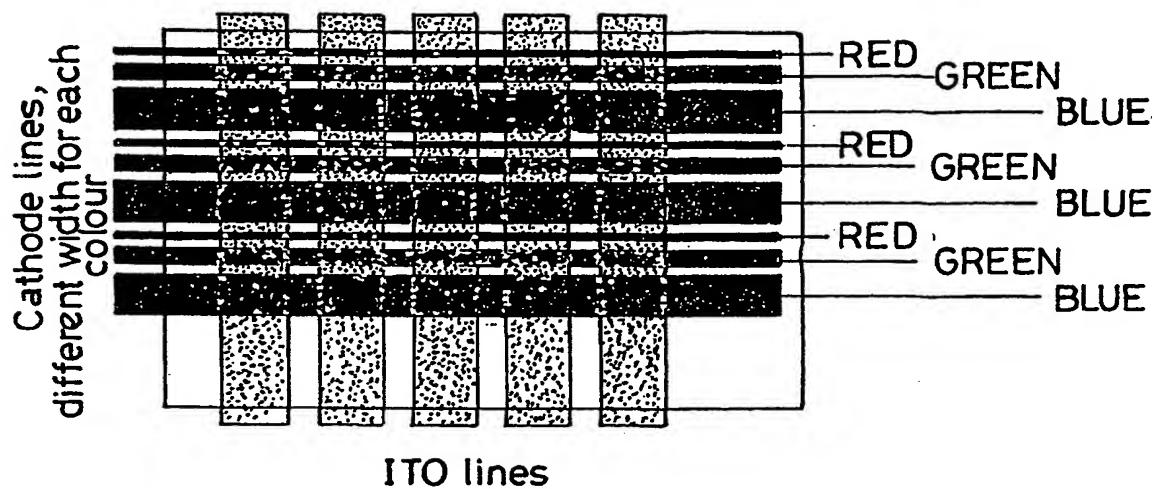 Cathode lines,
different width for each
colour
RED
GREEN
BLUE
RED
GREEN
BLUE
RED
GREEN
BLUE
ITO lines